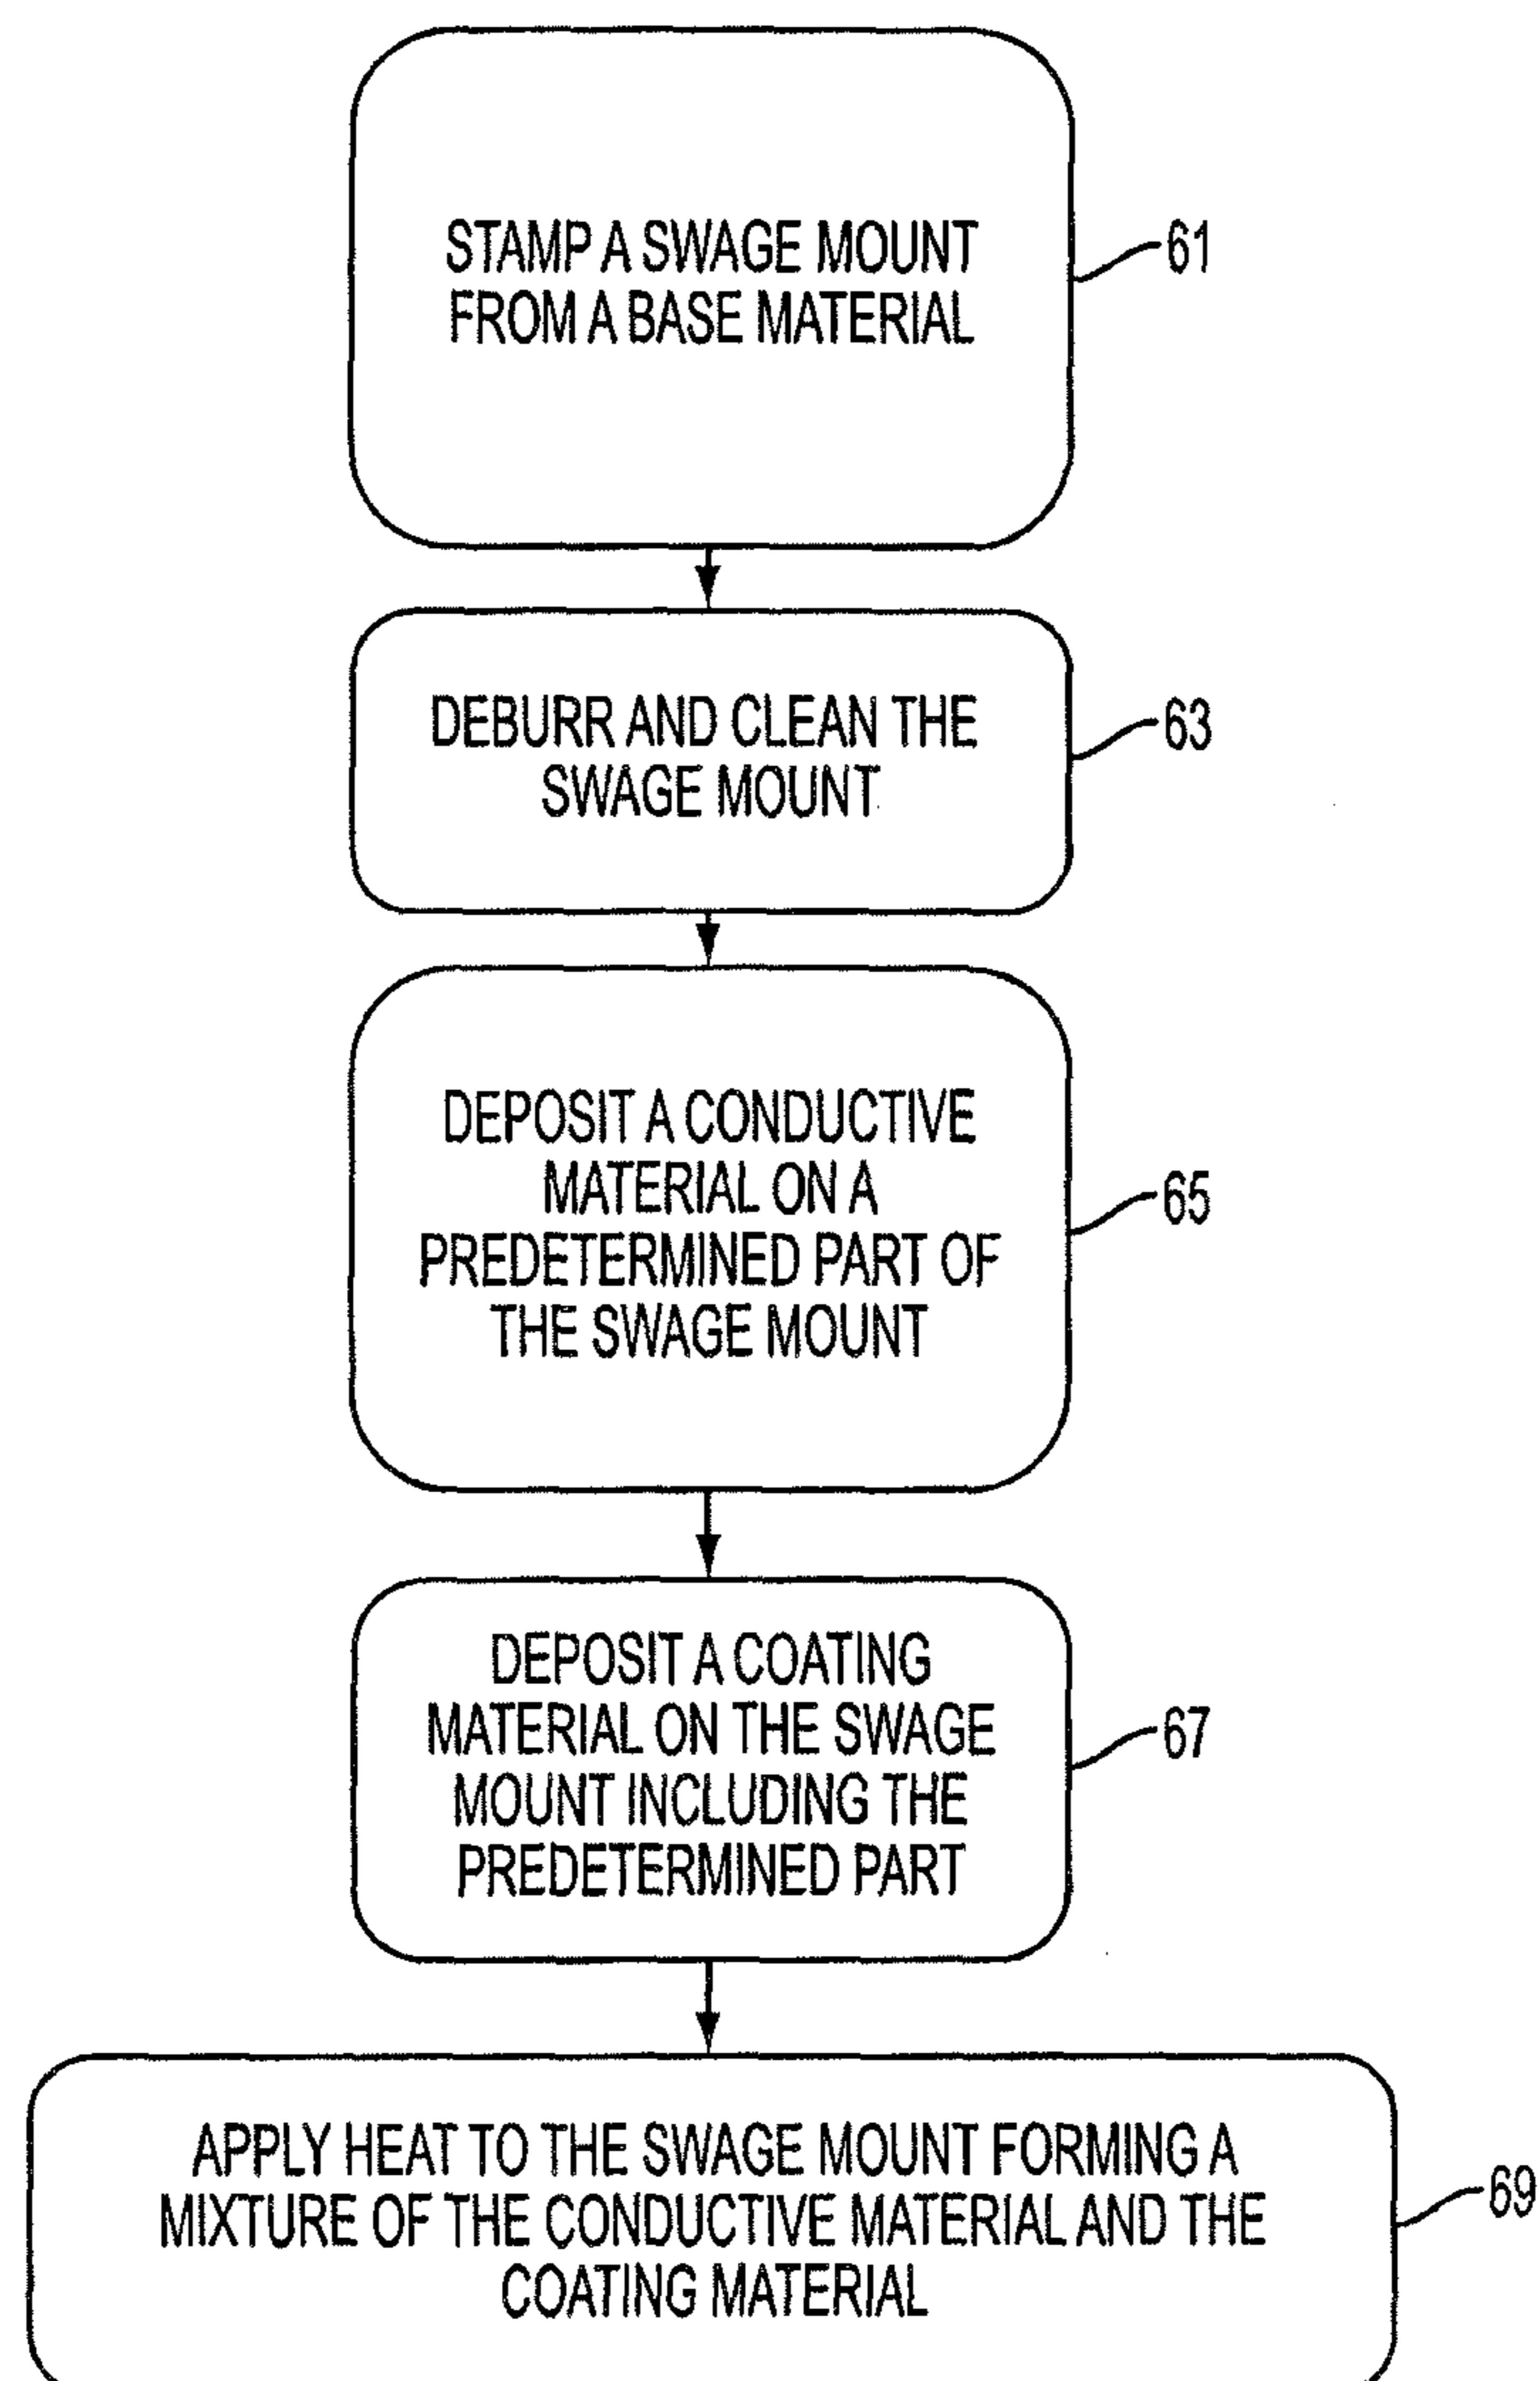 STAMP A SWAGE MOUNT
FROM A BASE MATERIAL
61
DEBURR AND CLEAN THE
SWAGE MOUNT
63
DEPOSIT A CONDUCTIVE
MATERIAL ON A
PREDETERMINED PART OF
THE SWAGE MOUNT
65
DEPOSIT A COATING
MATERIAL ON THE SWAGE
MOUNT INCLUDING THE
PREDETERMINED PART
67
APPLY HEAT TO THE SWAGE MOUNT FORMING A
MIXTURE OF THE CONDUCTIVE MATERIAL AND THE
COATING MATERIAL
69